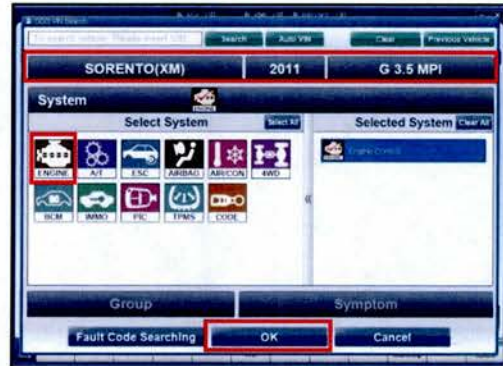 Search Auto VIN Clear Previous Vehicle
SORENTO(XM) 2011 G 3.5 MPI
System ENGINE
Select System Select All Selected System Clear All
ENGINE A/T ESC AIRBAG AIR/CON 4WD
Engine Control
BCM IMMO PIC TPMS CODE
«
Group Symptom
Fault Code Searching OK Cancel